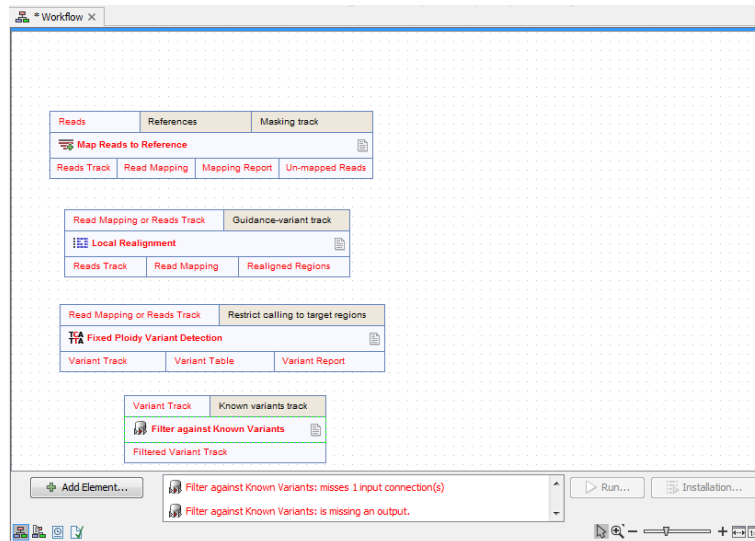 * Workflow
Reads References Masking track
Map Reads to Reference
Reads Track Read Mapping Mapping Report Un-mapped Reads
Read Mapping or Reads Track Guidance-variant track
Local Realignment
Reads Track Read Mapping Realigned Regions
Read Mapping or Reads Track Restrict calling to target regions
TCA
TTA
Fixed Ploidy Variant Detection
Variant Track Variant Table Variant Report
Variant Track Known variants track
Filter against Known Variants
Filtered Variant Track
Add Element...
Filter against Known Variants: misses 1 input connection(s)
Filter against Known Variants: is missing an output.
Run... Installation...